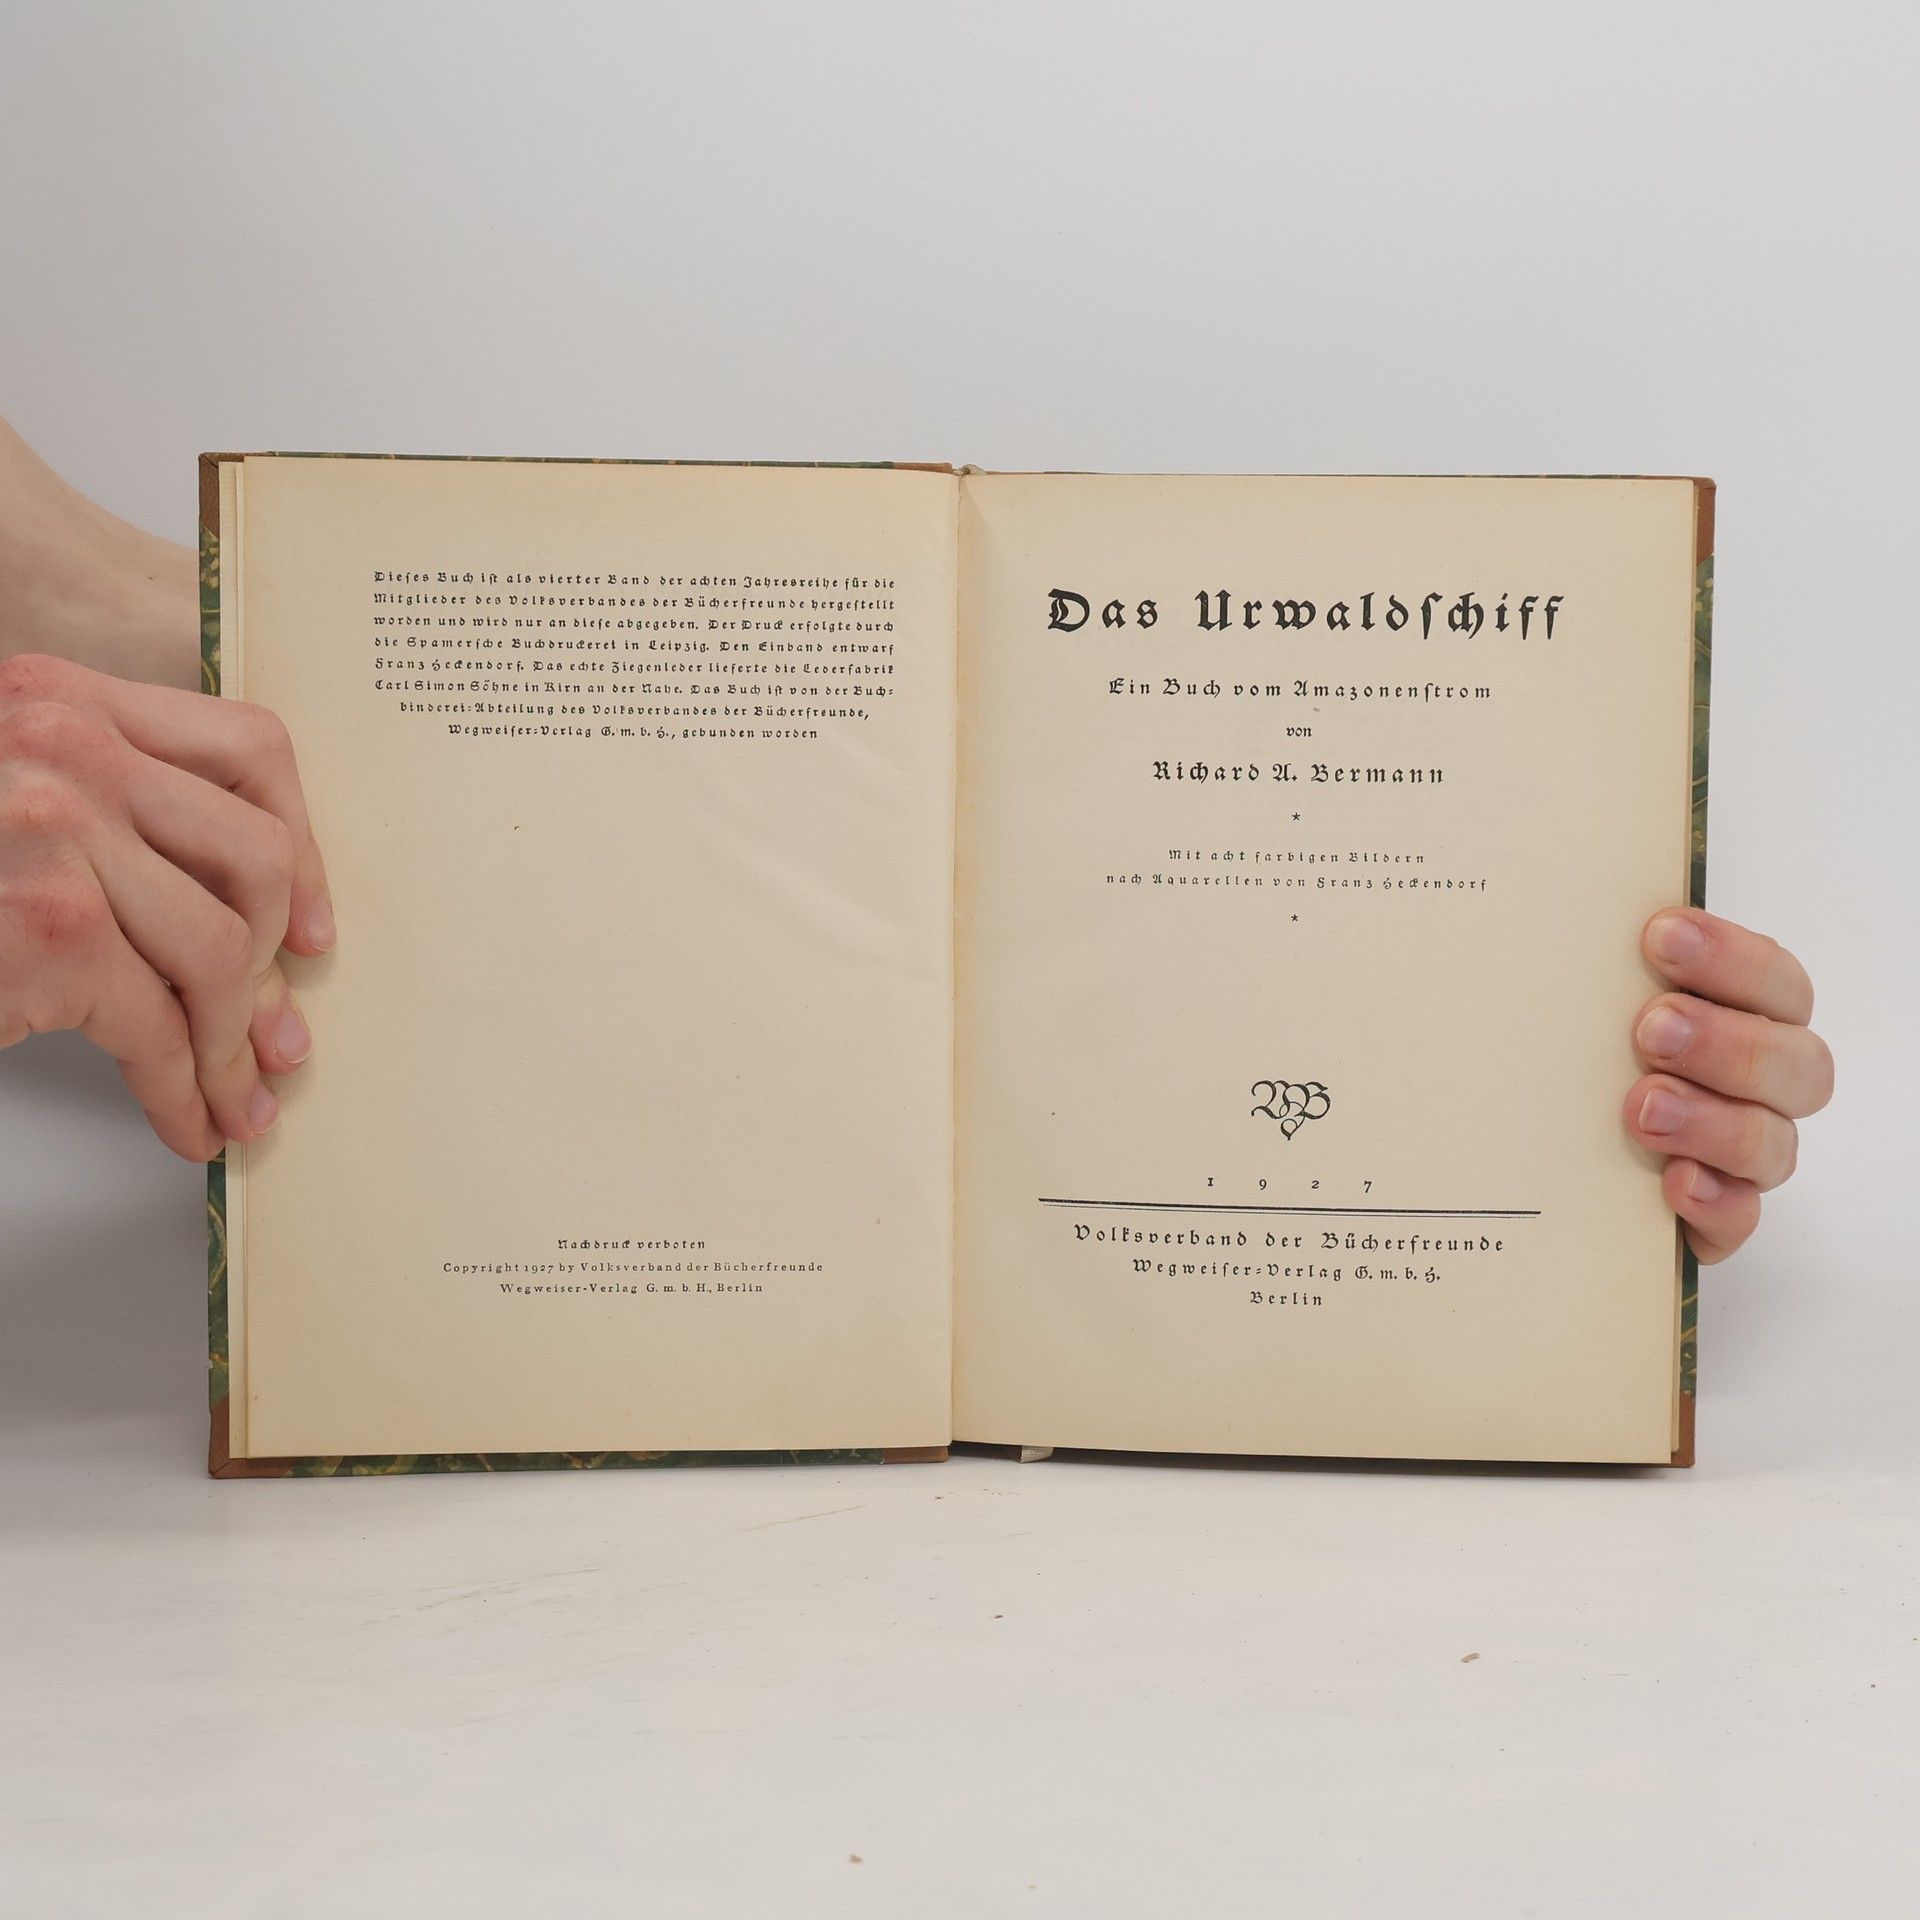 Dieſes Buch iſt als vierter Band der achten Jahresreihe für die
Mitglieder des Volksverbandes der Bücherfreunde hergeſtellt
worden und wird nur an dieſe abgegeben. Der Druck erfolgte durch
die Spamerſche Buchdruckerei in Leipzig. Den Einband entwarf
Franz Heckendorf. Das echte Ziegenleder lieferte die Lederfabrik
Carl Simon Söhne in Kirn an der Nahe. Das Buch iſt von der Buch-
binderei-Abteilung des Volksverbandes der Bücherfreunde,
Wegweiſer-Verlag G. m. b. H., gebunden worden
Nachdruck verboten
Copyright 1927 by Volksverband der Bücherfreunde
Wegweiser-Verlag G. m. b. H., Berlin
Das Urwaldſchiff
Ein Buch vom Amazonenſtrom
von
Richard A. Bermann
*
Mit acht farbigen Bildern
nach Aquarellen von Franz Heckendorf
*
VB
1 9 2 7
Volksverband der Bücherfreunde
Wegweiſer-Verlag G. m. b. H.
Berlin